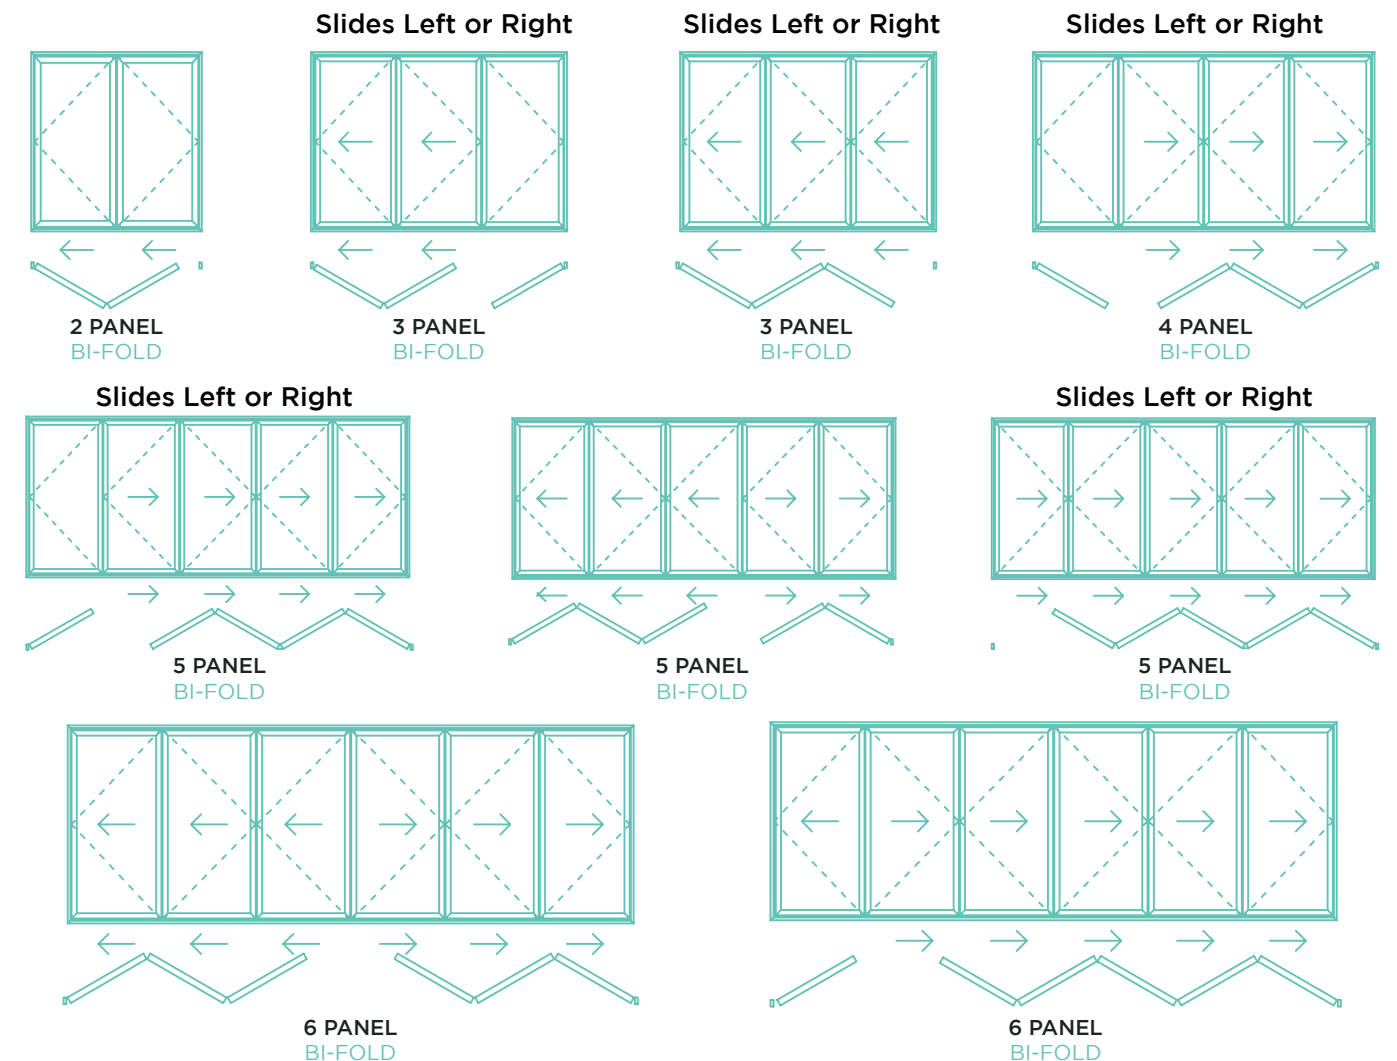 Slides Left or Right
Slides Left or Right
Slides Left or Right
2 PANEL
BI-FOLD
3 PANEL
BI-FOLD
3 PANEL
BI-FOLD
4 PANEL
BI-FOLD
Slides Left or Right
Slides Left or Right
5 PANEL
BI-FOLD
5 PANEL
BI-FOLD
5 PANEL
BI-FOLD
6 PANEL
BI-FOLD
6 PANEL
BI-FOLD